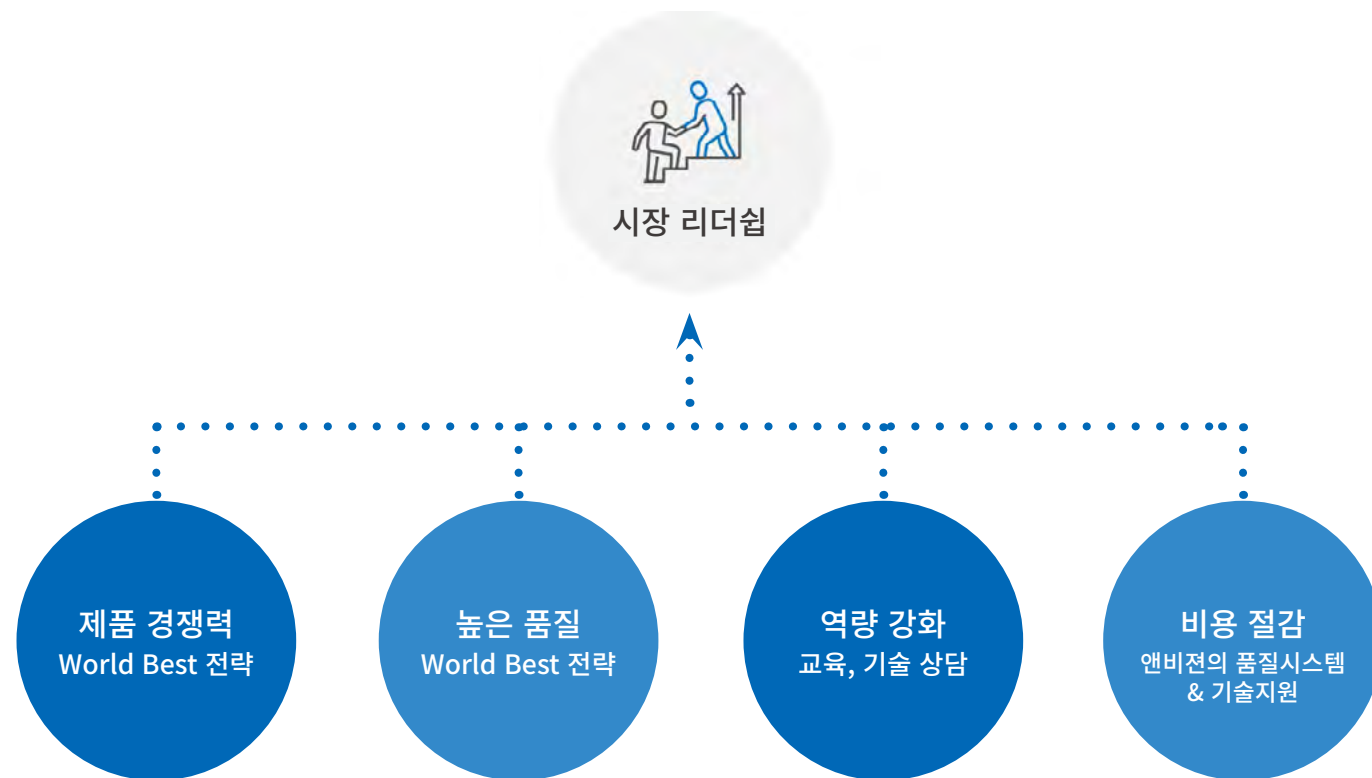 시장 리더쉽
제품 경쟁력
World Best 전략
높은 품질
World Best 전략
역량 강화
교육, 기술 상담
비용 절감
앤비젼의 품질시스템
& 기술지원